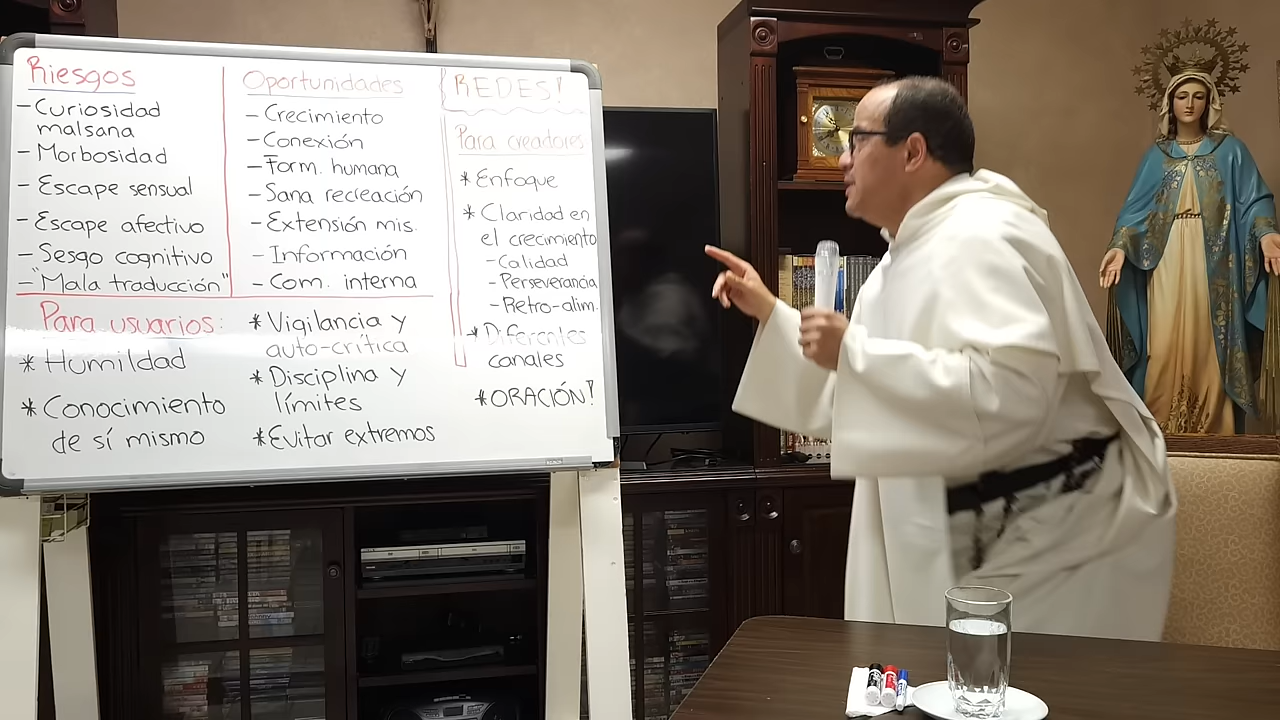 Riesgos
- Curiosidad
malsana
- Morbosidad
- Escape sensual
- Escape afectivo
- Sesgo cognitivo
- "Mala traducción"
Oportunidades
- Crecimiento
- Conexión
- Form. humana
- Sana recreación
- Extensión mis.
- Información
- Com. interna
REDES!
Para creadores
* Enfoque
* Claridad en
el crecimiento
- Calidad
- Perseverancia
- Retro-alim.
* Diferentes
canales
* ORACIÓN!
Para usuarios:
* Humildad
* Conocimiento
de sí mismo
* Vigilancia y
auto-crítica
* Disciplina y
límites
* Evitar extremos